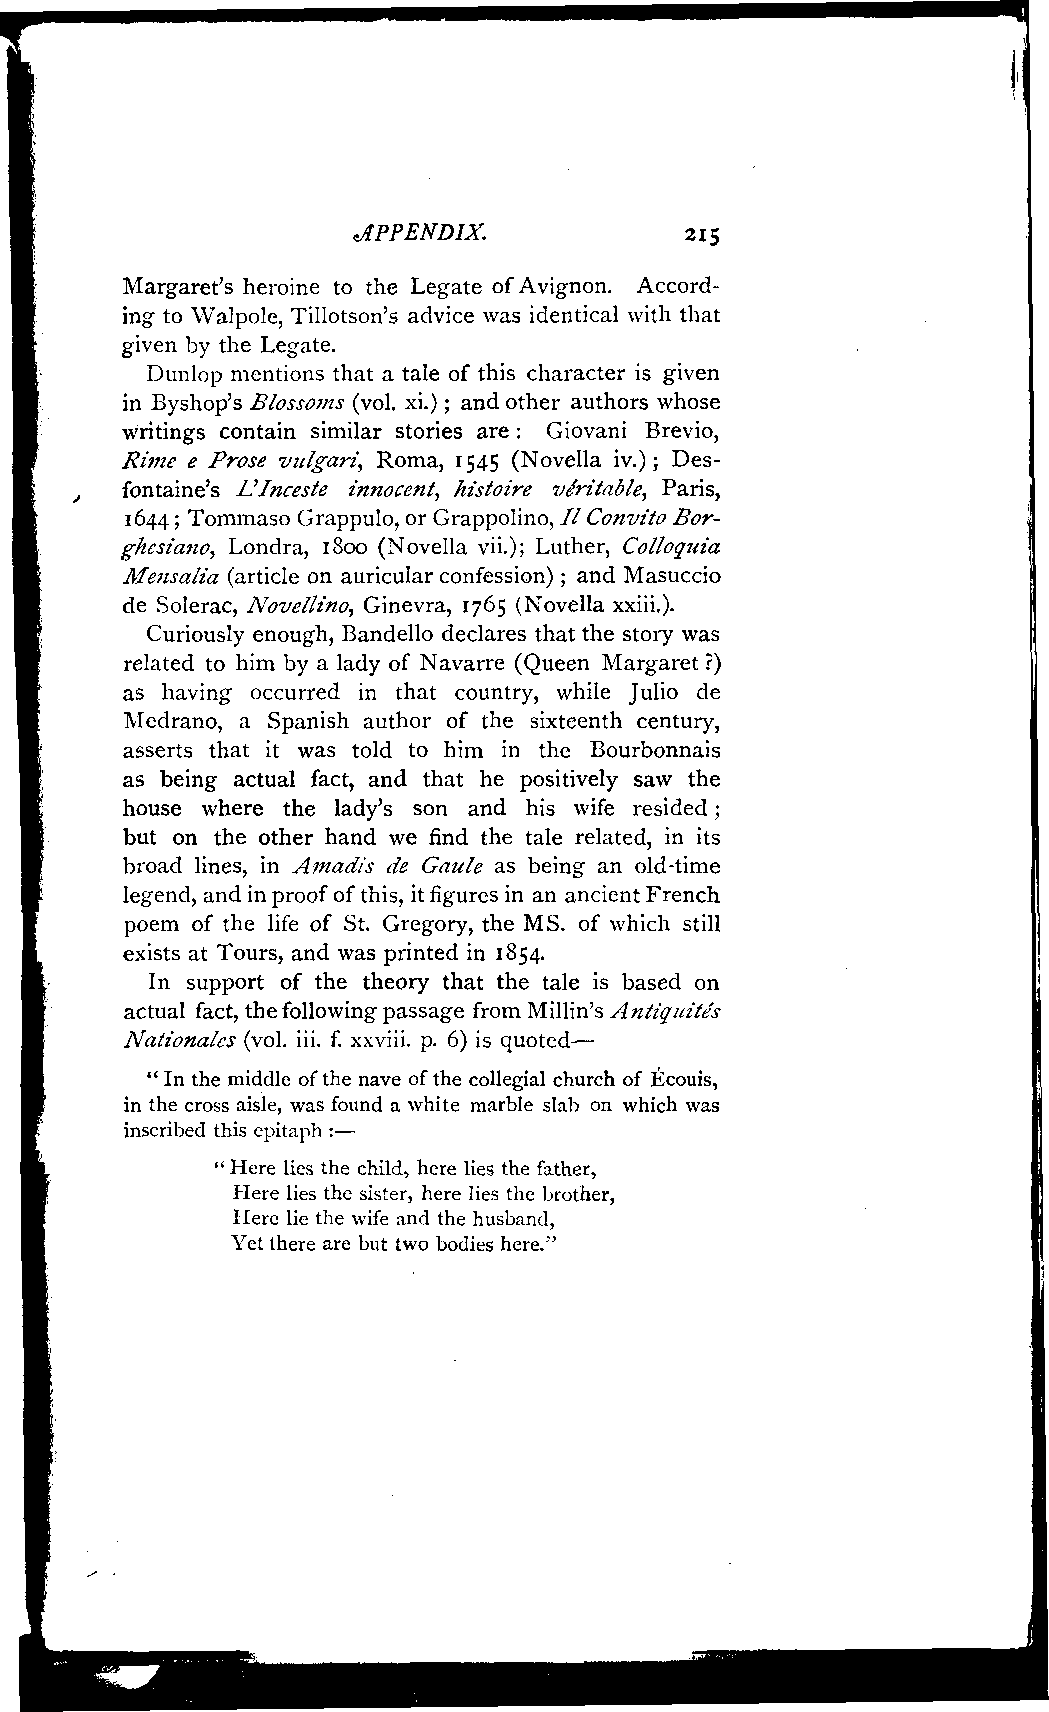 APPENDIX. 215
Margaret's heroine to the Legate of Avignon. Accord-
ing to Walpole, Tillotson's advice was identical with that
given by the Legate.
Dunlop mentions that a tale of this character is given
in Byshop's Blossoms (vol. xi.) ; and other authors whose
writings contain similar stories are : Giovani Brevio,
Rime e Prose vulgari, Roma, 1545 (Novella iv.) ; Des-
fontaine's L'Inceste innocent, histoire véritable, Paris,
1644 ; Tommaso Grappulo, or Grappolino, Il Convito Bor-
ghesiano, Londra, 1800 (Novella vii.); Luther, Colloquia
Mensalia (article on auricular confession) ; and Masuccio
de Solerac, Novellino, Ginevra, 1765 (Novella xxiii.).
Curiously enough, Bandello declares that the story was
related to him by a lady of Navarre (Queen Margaret ?)
as having occurred in that country, while Julio de
Medrano, a Spanish author of the sixteenth century,
asserts that it was told to him in the Bourbonnais
as being actual fact, and that he positively saw the
house where the lady's son and his wife resided ;
but on the other hand we find the tale related, in its
broad lines, in Amadis de Gaule as being an old-time
legend, and in proof of this, it figures in an ancient French
poem of the life of St. Gregory, the MS. of which still
exists at Tours, and was printed in 1854.
In support of the theory that the tale is based on
actual fact, the following passage from Millin's Antiquités
Nationales (vol. iii. f. xxviii. p. 6) is quoted—
" In the middle of the nave of the collegial church of Écouis,
in the cross aisle, was found a white marble slab on which was
inscribed this epitaph :—
" Here lies the child, here lies the father,
Here lies the sister, here lies the brother,
Here lie the wife and the husband,
Yet there are but two bodies here."